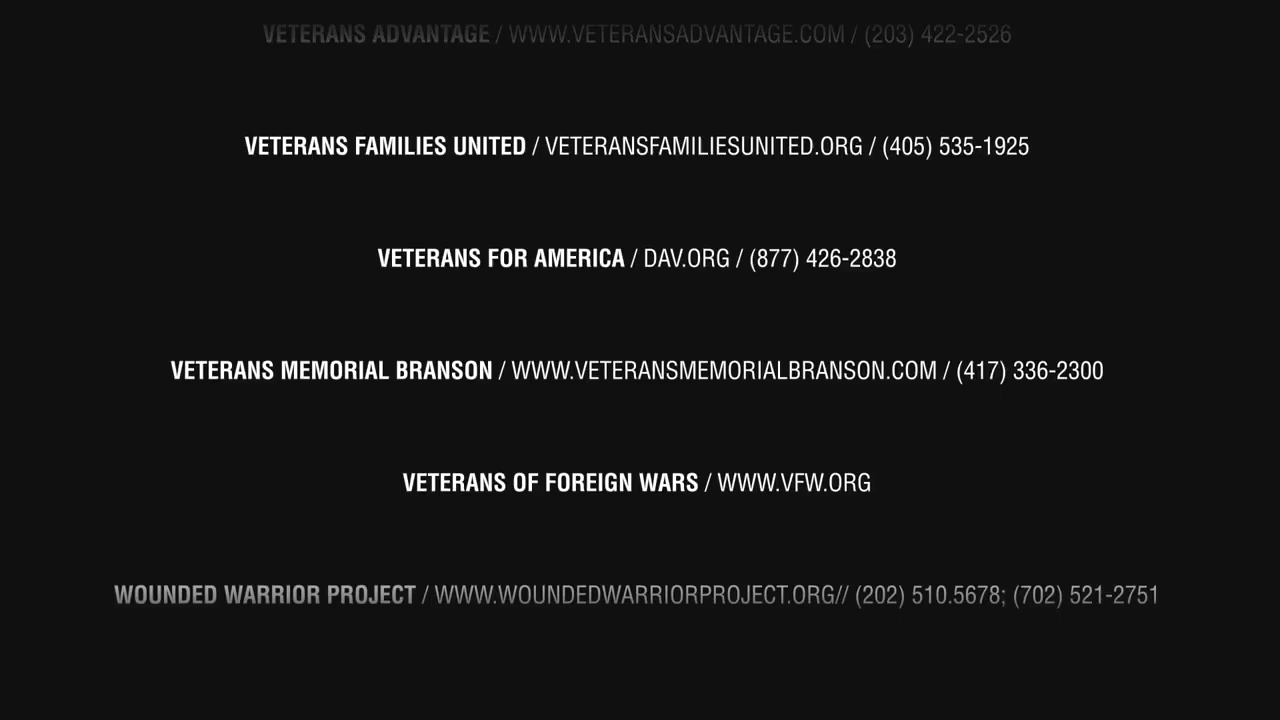 VETERANS ADVANTAGE / WWW.VETERANSADVANTAGE.COM / (203) 422-2526
VETERANS FAMILIES UNITED / VETERANSFAMILIESUNITED.ORG / (405) 535-1925
VETERANS FOR AMERICA / DAV.ORG / (877) 426-2838
VETERANS MEMORIAL BRANSON / WWW.VETERANSMEMORIALBRANSON.COM / (417) 336-2300
VETERANS OF FOREIGN WARS / WWW.VFW.ORG
WOUNDED WARRIOR PROJECT / WWW.WOUNDEDWARRIORPROJECT.ORG// (202) 510.5678; (702) 521-2751